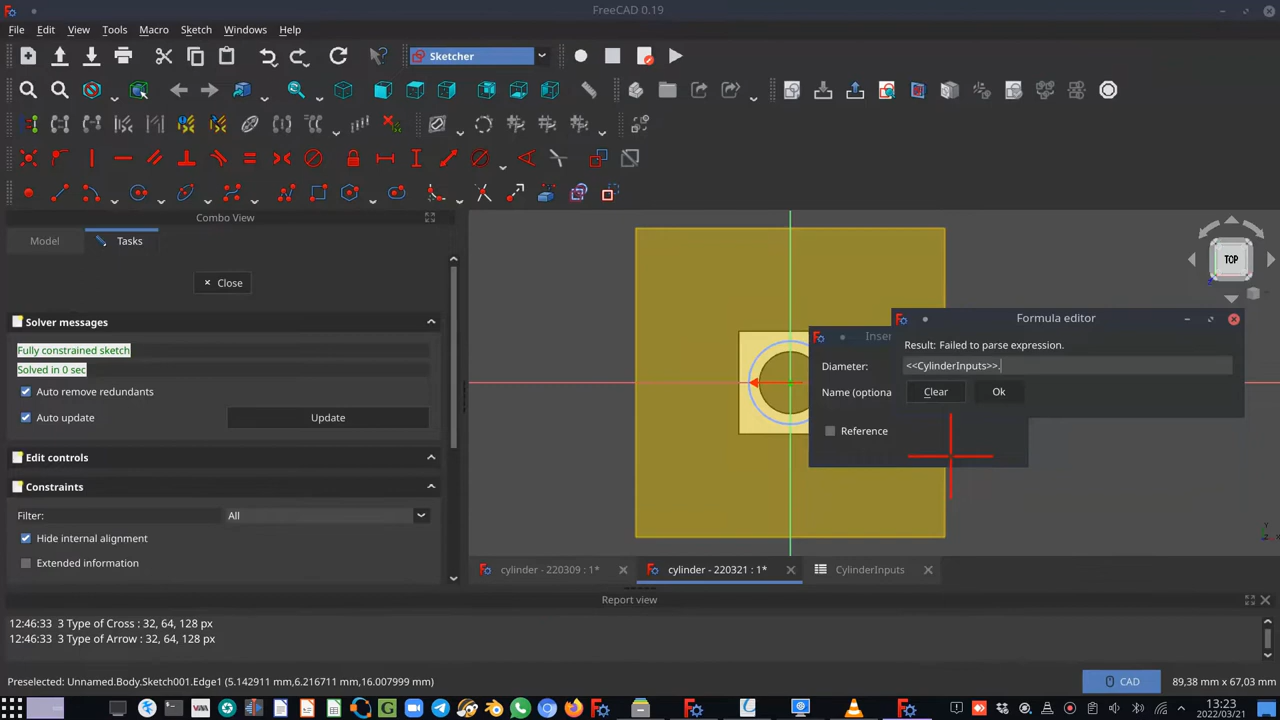 FreeCAD 0.19
File Edit View Tools Macro Sketch Windows Help
Sketcher
Combo View
Model Tasks
Close
Solver messages
Fully constrained sketch
Solved in 0 sec
Auto remove redundants
Auto update Update
Edit controls
Constraints
Filter: All
Hide internal alignment
Extended information
TOP
Inser
Diameter:
Name (optiona
Reference
Formula editor
Result: Failed to parse expression.
<<CylinderInputs>>.
Clear Ok
cylinder - 220309 : 1* cylinder - 220321 : 1* CylinderInputs
Report view
12:46:33 3 Type of Cross : 32, 64, 128 px
12:46:33 3 Type of Arrow : 32, 64, 128 px
Preselected: Unnamed.Body.Sketch001.Edge1 (5.142911 mm,6.216711 mm,16.007999 mm)
CAD 89,38 mm x 67,03 mm
13:23
2022/03/21